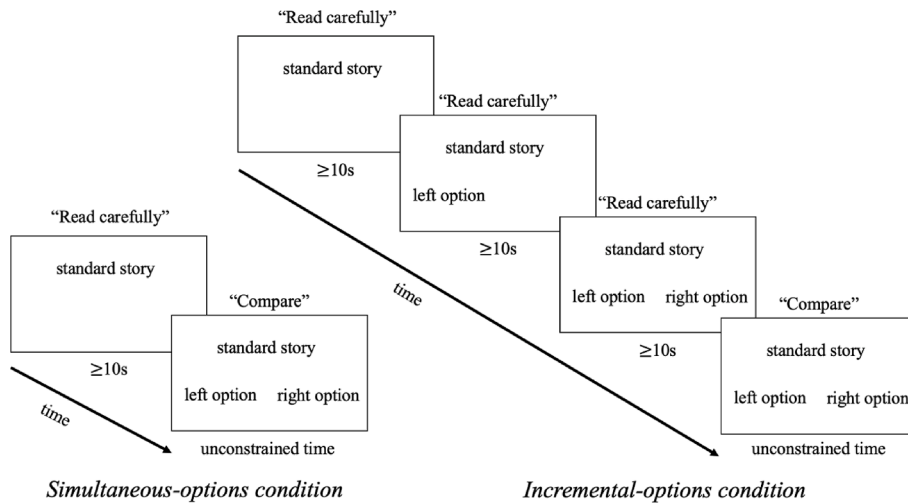 “Read carefully”
standard story
≥10s
“Read carefully”
standard story
left option
≥10s
“Read carefully”
standard story
left option right option
≥10s
“Compare”
standard story
left option right option
unconstrained time
time
Incremental-options condition
“Read carefully”
standard story
≥10s
“Compare”
standard story
left option right option
unconstrained time
time
Simultaneous-options condition